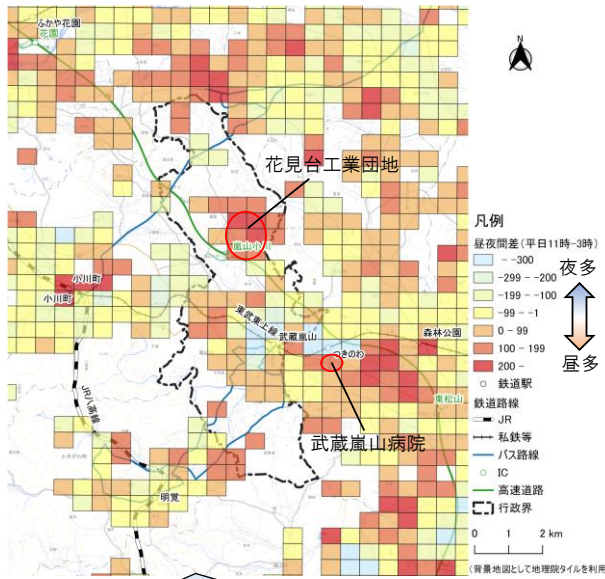 ふかや花園
花園
N
花見台工業団地
嵐山小川
小川町
小川町
東武東上線
武蔵嵐山
つきのわ
森林公園
東松山
JR八高線
武蔵嵐山病院
明覚
凡例
昼夜間差(平日11時-3時)
- -300
-299 - -200
-199 - -100
-99 - -1
0 - 99
100 - 199
200 -
夜多
昼多
鉄道駅
鉄道路線
JR
私鉄等
バス路線
IC
高速道路
行政界
0 1 2 km
(背景地図として地理院タイルを利用